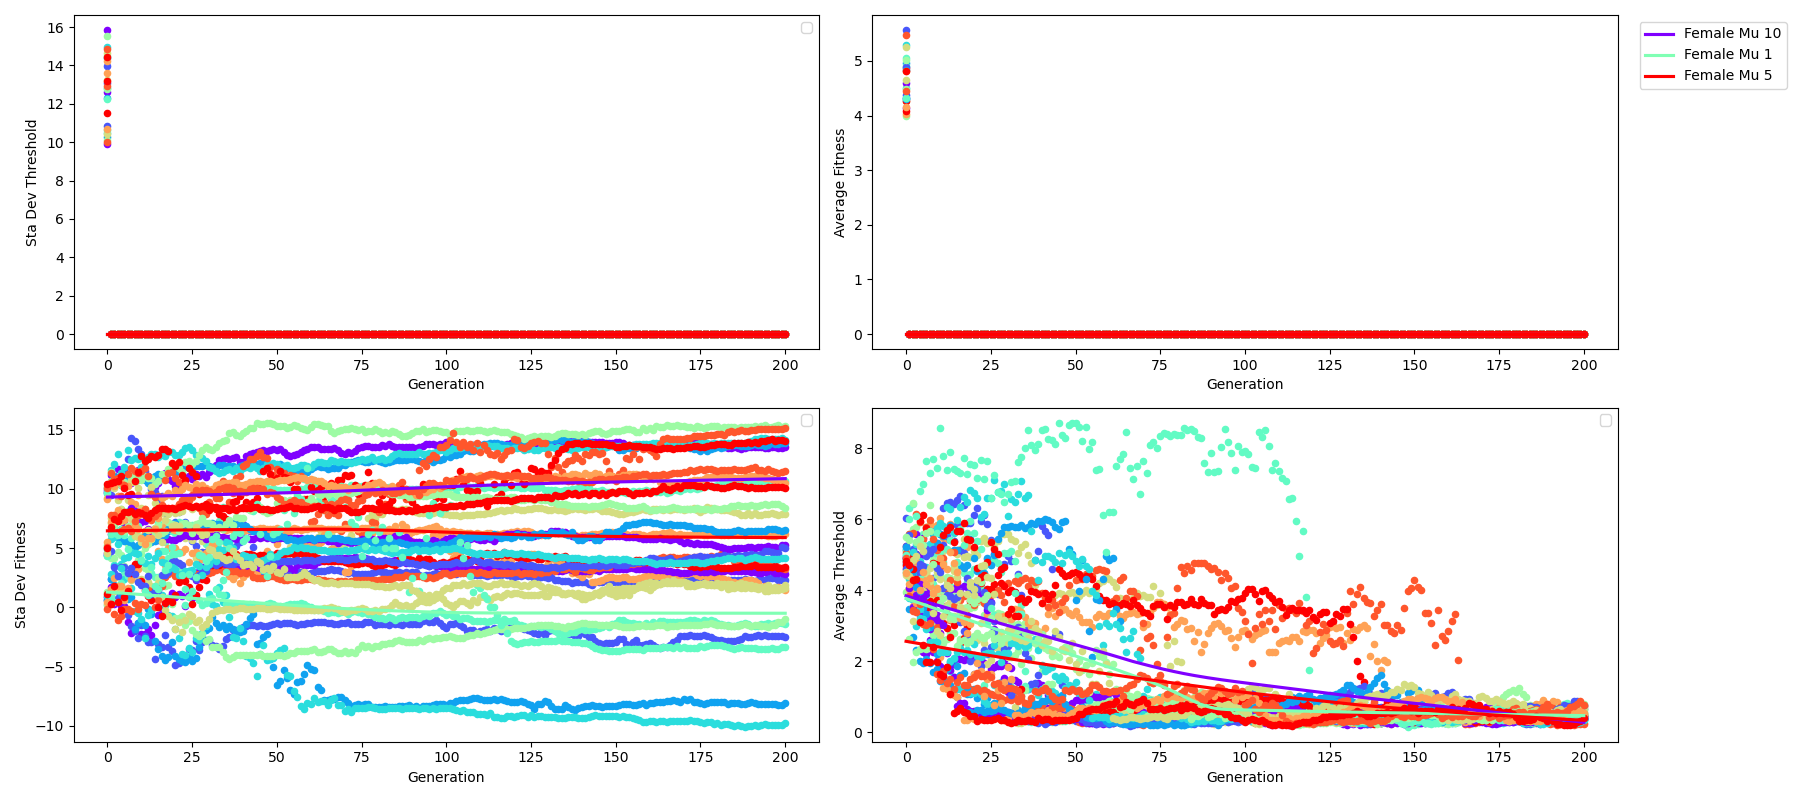 Sta Dev Threshold
16
14
12
10
8
6
4
2
0
0 25 50 75 100 125 150 175 200
Generation
Average Fitness
5
4
3
2
1
0
0 25 50 75 100 125 150 175 200
Generation
Female Mu 10
Female Mu 1
Female Mu 5
Sta Dev Fitness
15
10
5
0
−5
−10
0 25 50 75 100 125 150 175 200
Generation
Average Threshold
8
6
4
2
0
0 25 50 75 100 125 150 175 200
Generation